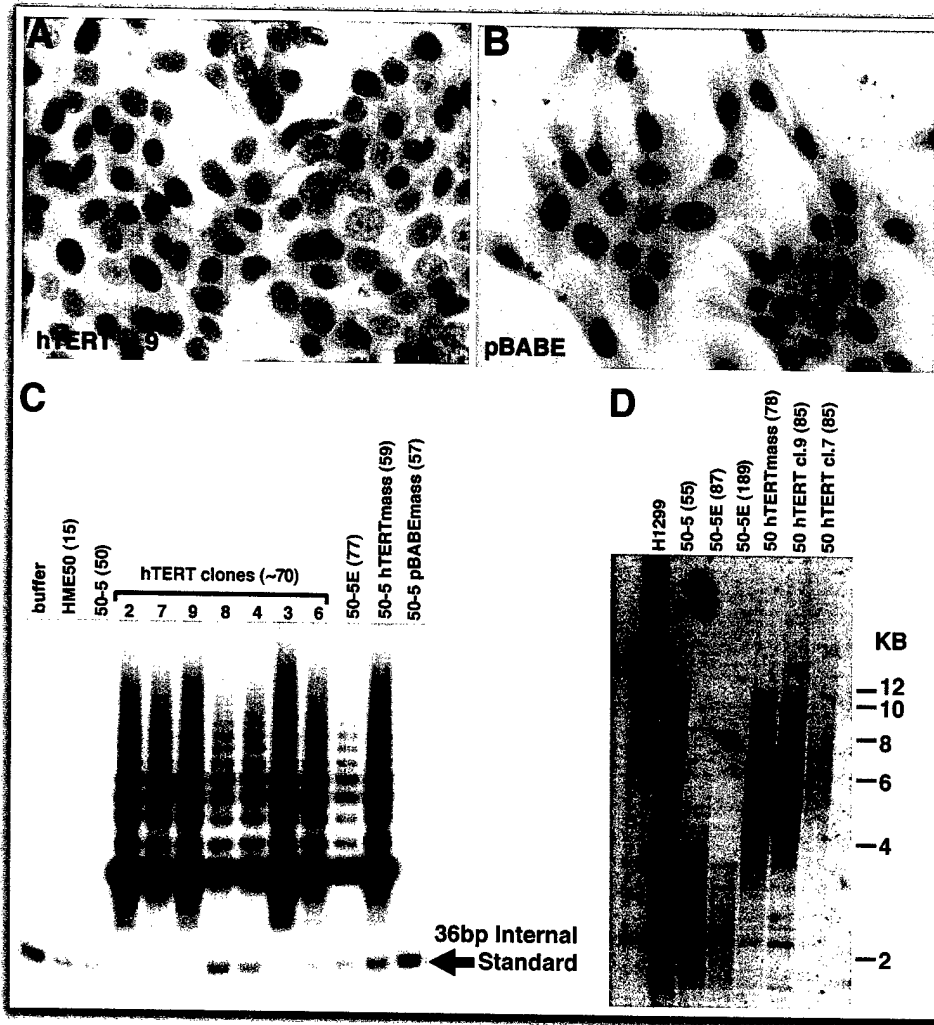 A
B
hTERT
9
pBABE
C
buffer
HME50 (15)
50-5 (50)
hTERT clones (~70)
2 7 9 8 4 3 6
50-5E (77)
50-5 hTERTmass (59)
50-5 pBABEmass (57)
36bp Internal
Standard
D
H1299
50-5 (55)
50-5E (87)
50-5E (189)
50 hTERTmass (78)
50 hTERT cl.9 (85)
50 hTERT cl.7 (85)
KB
12
10
8
6
4
2